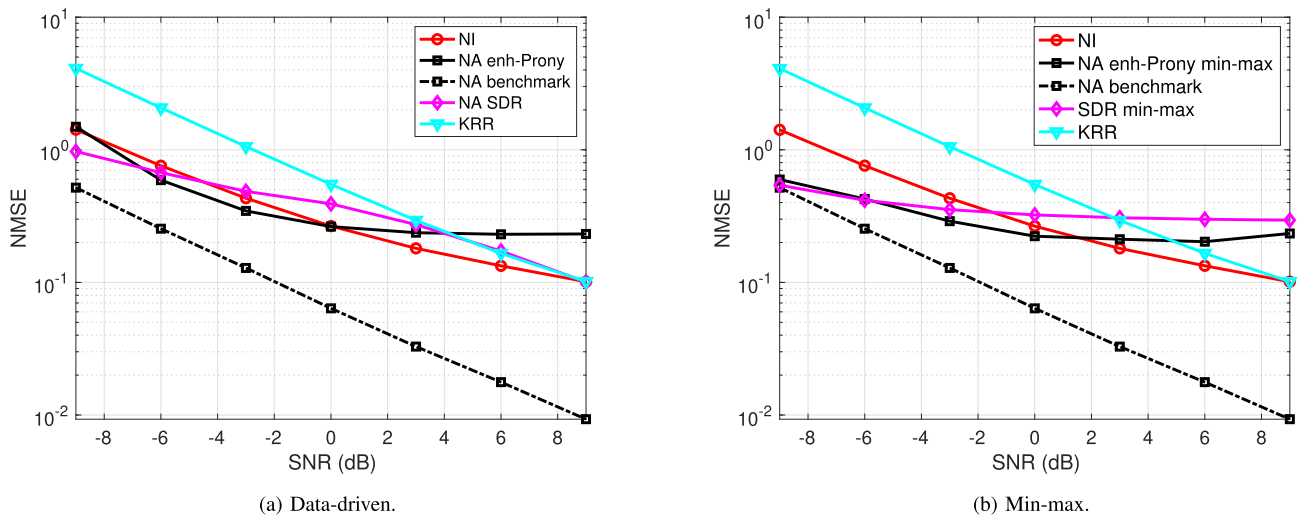 10^1
10^0
10^-1
10^-2
NMSE
NI
NA enh-Prony
NA benchmark
NA SDR
KRR
-8 -6 -4 -2 0 2 4 6 8
SNR (dB)
(a) Data-driven.
10^1
10^0
10^-1
10^-2
NMSE
NI
NA enh-Prony min-max
NA benchmark
SDR min-max
KRR
-8 -6 -4 -2 0 2 4 6 8
SNR (dB)
(b) Min-max.